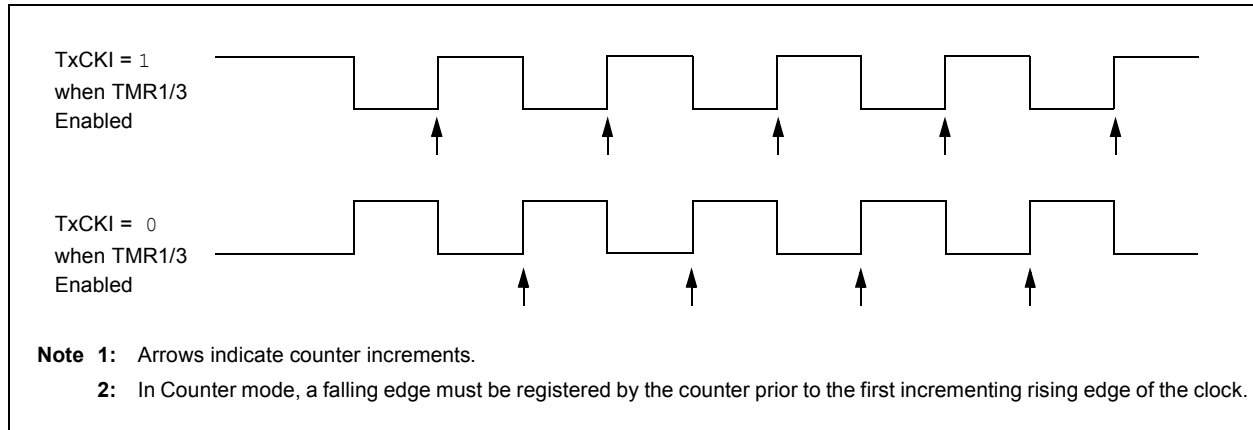 TxCKI = 1
when TMR1/3
Enabled
TxCKI = 0
when TMR1/3
Enabled
Note 1: Arrows indicate counter increments.
2: In Counter mode, a falling edge must be registered by the counter prior to the first incrementing rising edge of the clock.